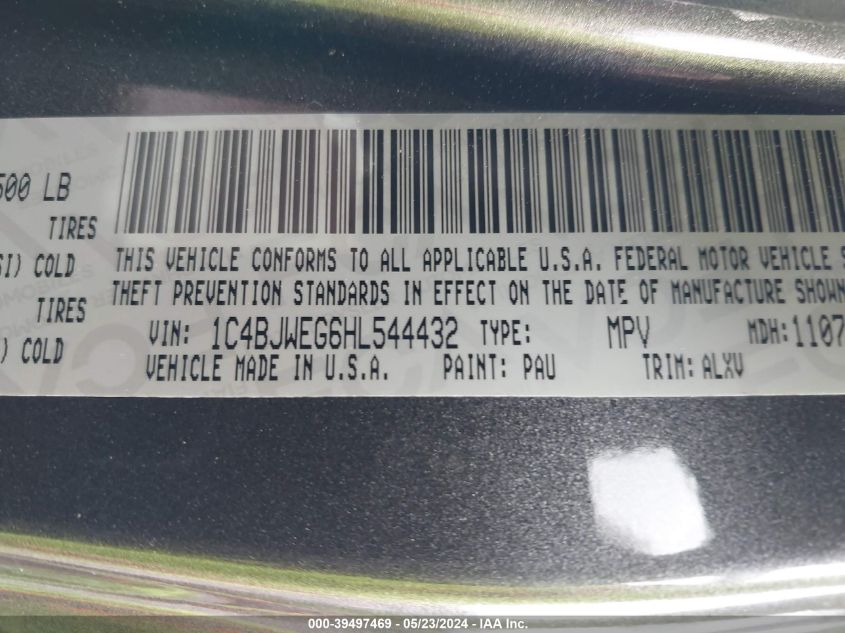 500 LB
TIRES
SI) COLD
THIS VEHICLE CONFORMS TO ALL APPLICABLE U.S.A. FEDERAL MOTOR VEHICLE S
THEFT PREVENTION STANDARDS IN EFFECT ON THE DATE OF MANUFACTURE SHOWN
TIRES
VIN: 1C4BJWEG6HL544432 TYPE: MPV MDH:1107
) COLD
VEHICLE MADE IN U.S.A. PAINT: PAU TRIM: ALXV
000-39497469 - 05/23/2024 - IAA Inc.